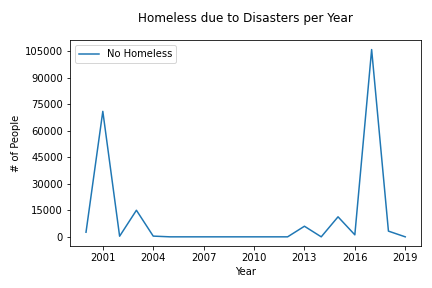 Homeless due to Disasters per Year
No Homeless
105000
90000
75000
60000
45000
30000
15000
0
# of People
2001 2004 2007 2010 2013 2016 2019
Year